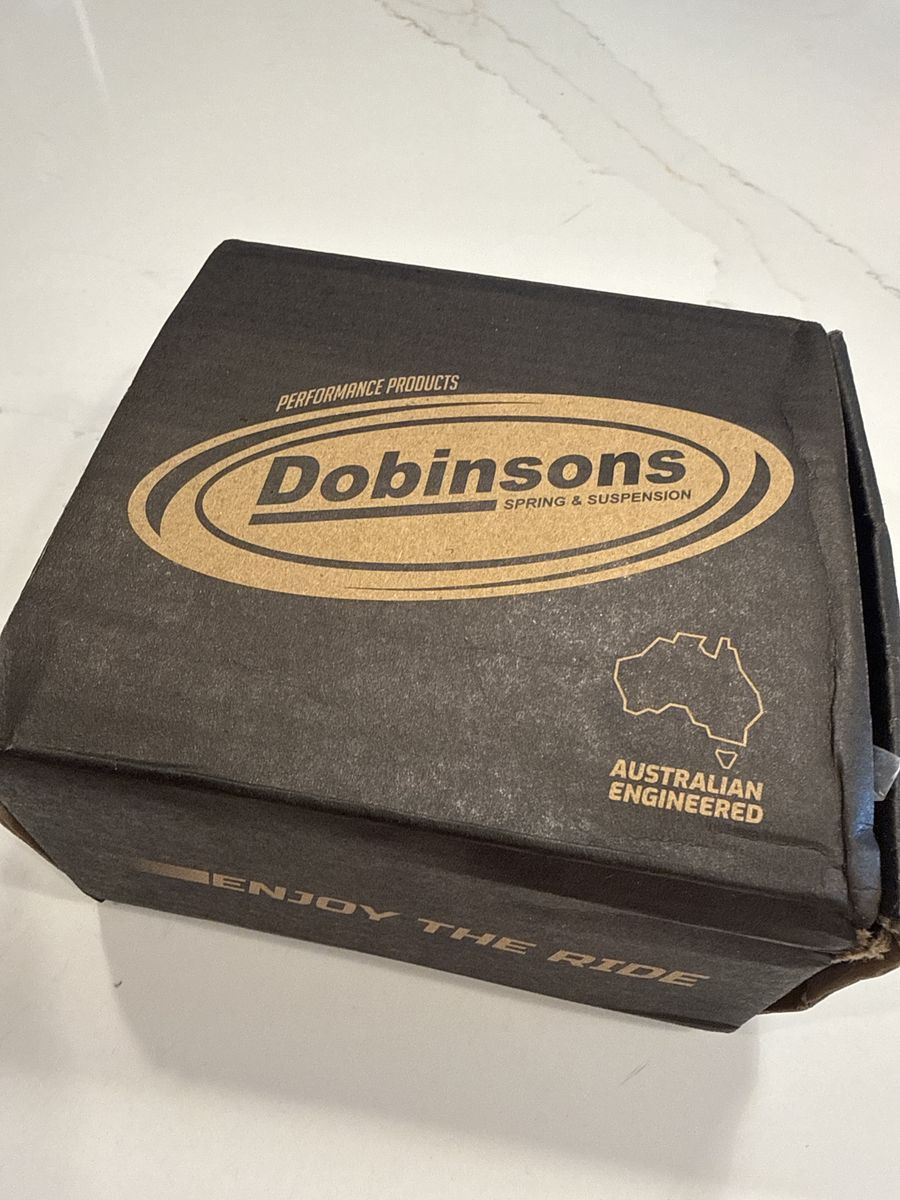 PERFORMANCE PRODUCTS
Dobinsons
SPRING & SUSPENSION
AUSTRALIAN
ENGINEERED
ENJOY THE RIDE